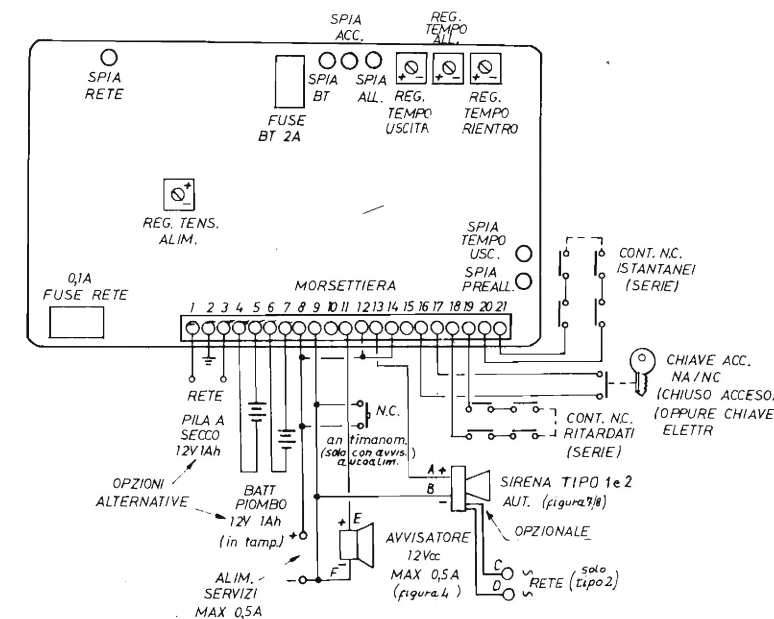 SPIA
ACC.
REG.
TEMPO
ALL.
SPIA
RETE
SPIA
BT
SPIA
ALL.
FUSE
BT 2A
REG.
TEMPO
USCITA
REG.
TEMPO
RIENTRO
REG. TENS.
ALIM.
SPIA
TEMPO
USC.
SPIA
PREALL.
0,1A
FUSE RETE
MORSETTIERA
1 2 3 4 5 6 7 8 9 10 11 12 13 14 15 16 17 18 19 20 21
CONT. N.C.
ISTANTANEI
(SERIE)
CHIAVE ACC.
NA/NC
(CHIUSO ACCESO)
(OPPURE CHIAVE
ELETTR
CONT. N.C.
RITARDATI
(SERIE)
RETE
PILA A
SECCO
12V 1Ah
OPZIONI
ALTERNATIVE
BATT
PIOMBO
12V 1Ah
(in tamp.)
N.C.
antimanom.
(solo con avvis.
autoalim.
A +
B
-
SIRENA TIPO 1e2
AUT. (figura 7/8)
OPZIONALE
C ~
D ~
RETE (solo
tipo2)
+ E
F -
AVVISATORE
12Vcc
MAX 0,5A
(figura 4)
+
-
ALIM.
SERVIZI
MAX 0,5A